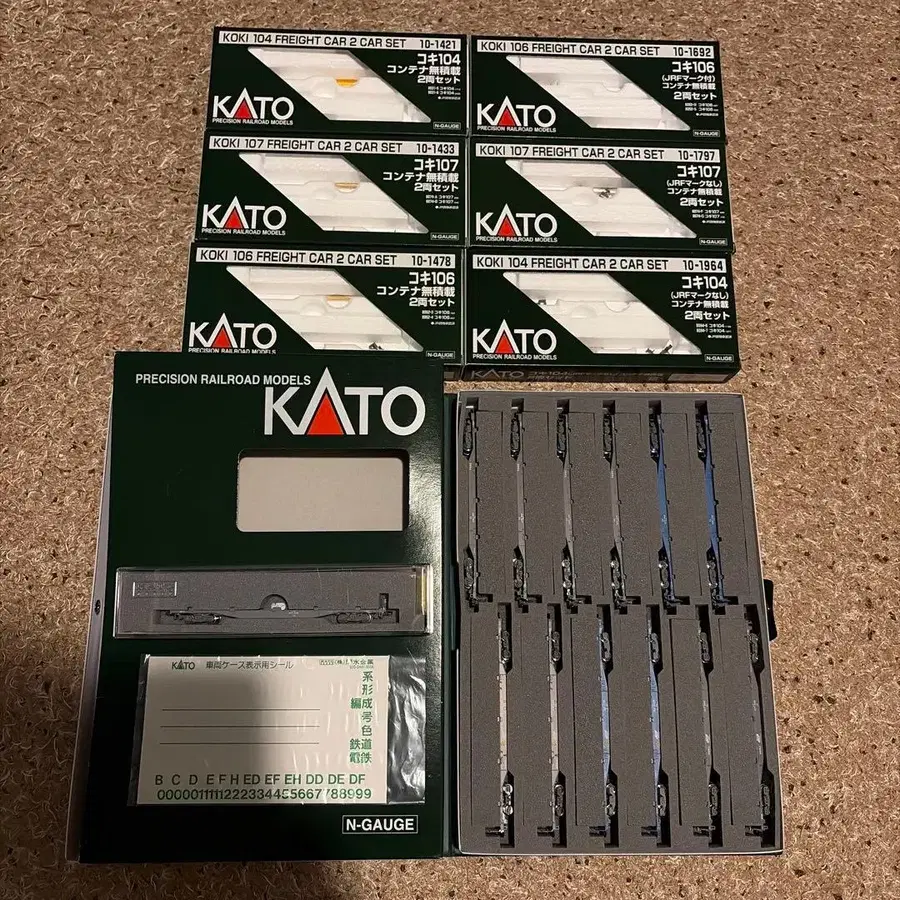 KOKI 104 FREIGHT CAR 2 CAR SET 10-1421
コキ104
コンテナ無積載
2両セット
KATO
PRECISION RAILROAD MODELS
N-GAUGE
KOKI 106 FREIGHT CAR 2 CAR SET 10-1692
コキ106
(JRFマーク付)
コンテナ無積載
2両セット
KATO
PRECISION RAILROAD MODELS
N-GAUGE
KOKI 107 FREIGHT CAR 2 CAR SET 10-1433
コキ107
コンテナ無積載
2両セット
KATO
PRECISION RAILROAD MODELS
N-GAUGE
KOKI 107 FREIGHT CAR 2 CAR SET 10-1797
コキ107
(JRFマークなし)
コンテナ無積載
2両セット
KATO
PRECISION RAILROAD MODELS
N-GAUGE
KOKI 106 FREIGHT CAR 2 CAR SET 10-1478
コキ106
コンテナ無積載
2両セット
KATO
PRECISION RAILROAD MODELS
N-GAUGE
KOKI 104 FREIGHT CAR 2 CAR SET 10-1964
コキ104
(JRFマークなし)
コンテナ無積載
2両セット
KATO
PRECISION RAILROAD MODELS
N-GAUGE
KATO コキ104
PRECISION RAILROAD MODELS
KATO
KATO 車両ケース表示用シール
系
形
編成
号
色
鉄道
電鉄
B C D E F H ED EF EH DD DE DF
N-GAUGE